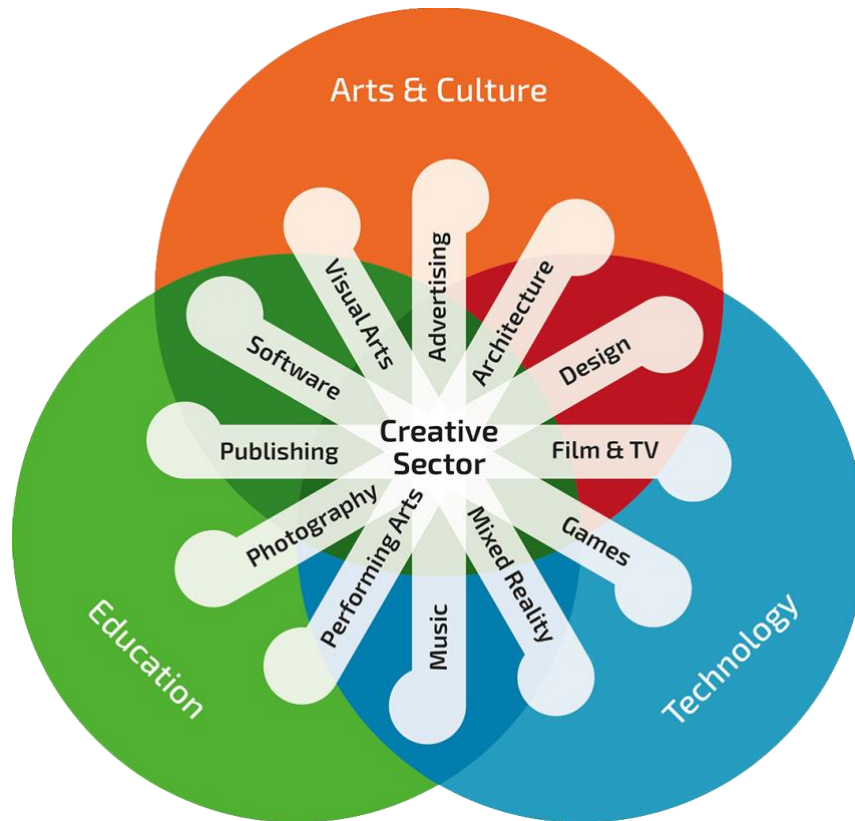 Arts & Culture
Visual Arts
Advertising
Architecture
Software
Design
Publishing
Creative
Sector
Film & TV
Photography
Performing Arts
Music
Mixed Reality
Games
Education
Technology